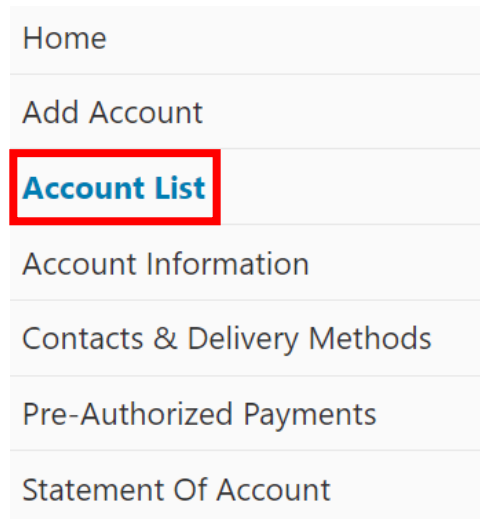 Home
Add Account
Account List
Account Information
Contacts & Delivery Methods
Pre-Authorized Payments
Statement Of Account